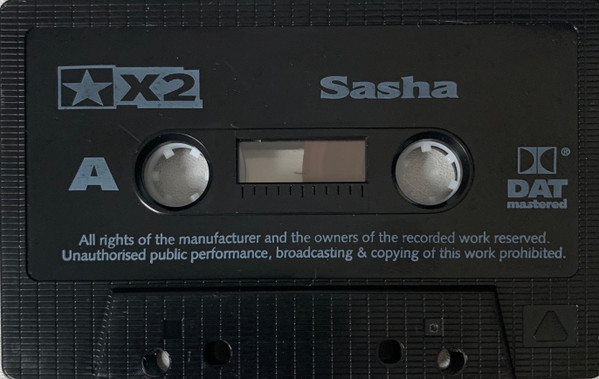 X2
Sasha
A
DAT
mastered
All rights of the manufacturer and the owners of the recorded work reserved.
Unauthorised public performance, broadcasting & copying of this work prohibited.